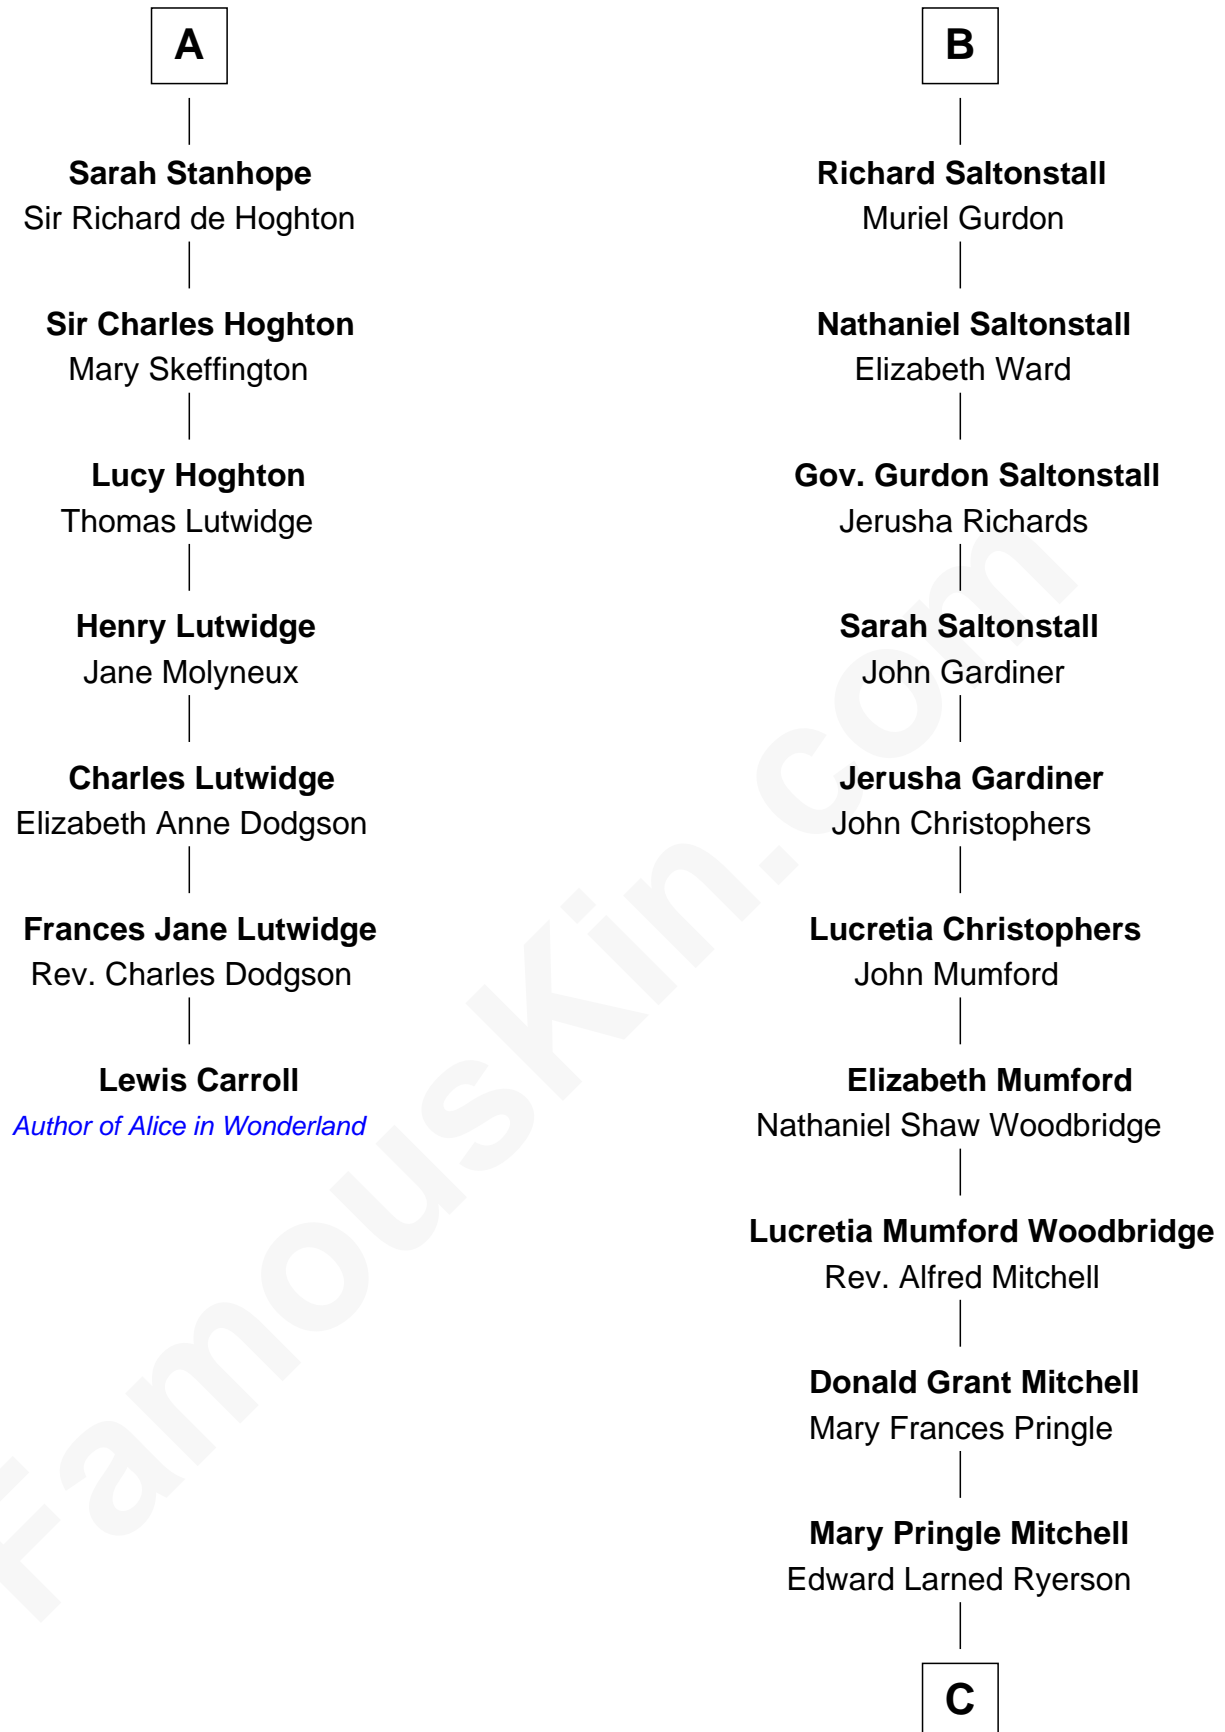 A
Sarah Stanhope
Sir Richard de Hoghton
Sir Charles Hoghton
Mary Skeffington
Lucy Hoghton
Thomas Lutwidge
Henry Lutwidge
Jane Molyneux
Charles Lutwidge
Elizabeth Anne Dodgson
Frances Jane Lutwidge
Rev. Charles Dodgson
Lewis Carroll
Author of Alice in Wonderland
B
Richard Saltonstall
Muriel Gurdon
Nathaniel Saltonstall
Elizabeth Ward
Gov. Gurdon Saltonstall
Jerusha Richards
Sarah Saltonstall
John Gardiner
Jerusha Gardiner
John Christophers
Lucretia Christophers
John Mumford
Elizabeth Mumford
Nathaniel Shaw Woodbridge
Lucretia Mumford Woodbridge
Rev. Alfred Mitchell
Donald Grant Mitchell
Mary Frances Pringle
Mary Pringle Mitchell
Edward Larned Ryerson
C
FamousKin.com